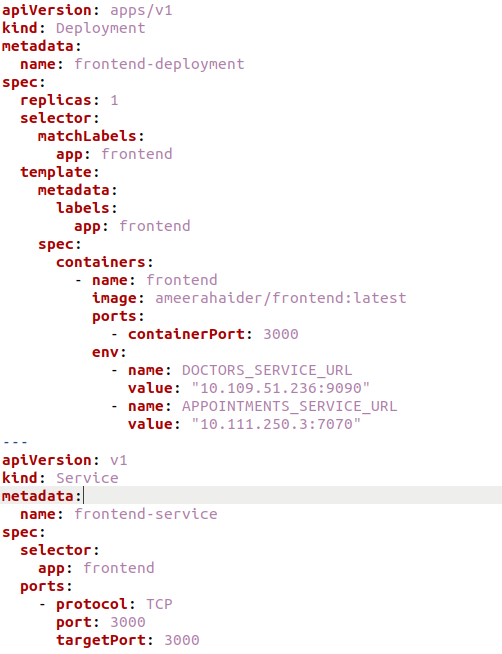 apiVersion: apps/v1
kind: Deployment
metadata:
  name: frontend-deployment
spec:
  replicas: 1
  selector:
    matchLabels:
      app: frontend
  template:
    metadata:
      labels:
        app: frontend
    spec:
      containers:
        - name: frontend
          image: ameerahaider/frontend:latest
          ports:
            - containerPort: 3000
          env:
            - name: DOCTORS_SERVICE_URL
              value: "10.109.51.236:9090"
            - name: APPOINTMENTS_SERVICE_URL
              value: "10.111.250.3:7070"
---
apiVersion: v1
kind: Service
metadata:
  name: frontend-service
spec:
  selector:
    app: frontend
  ports:
    - protocol: TCP
      port: 3000
      targetPort: 3000